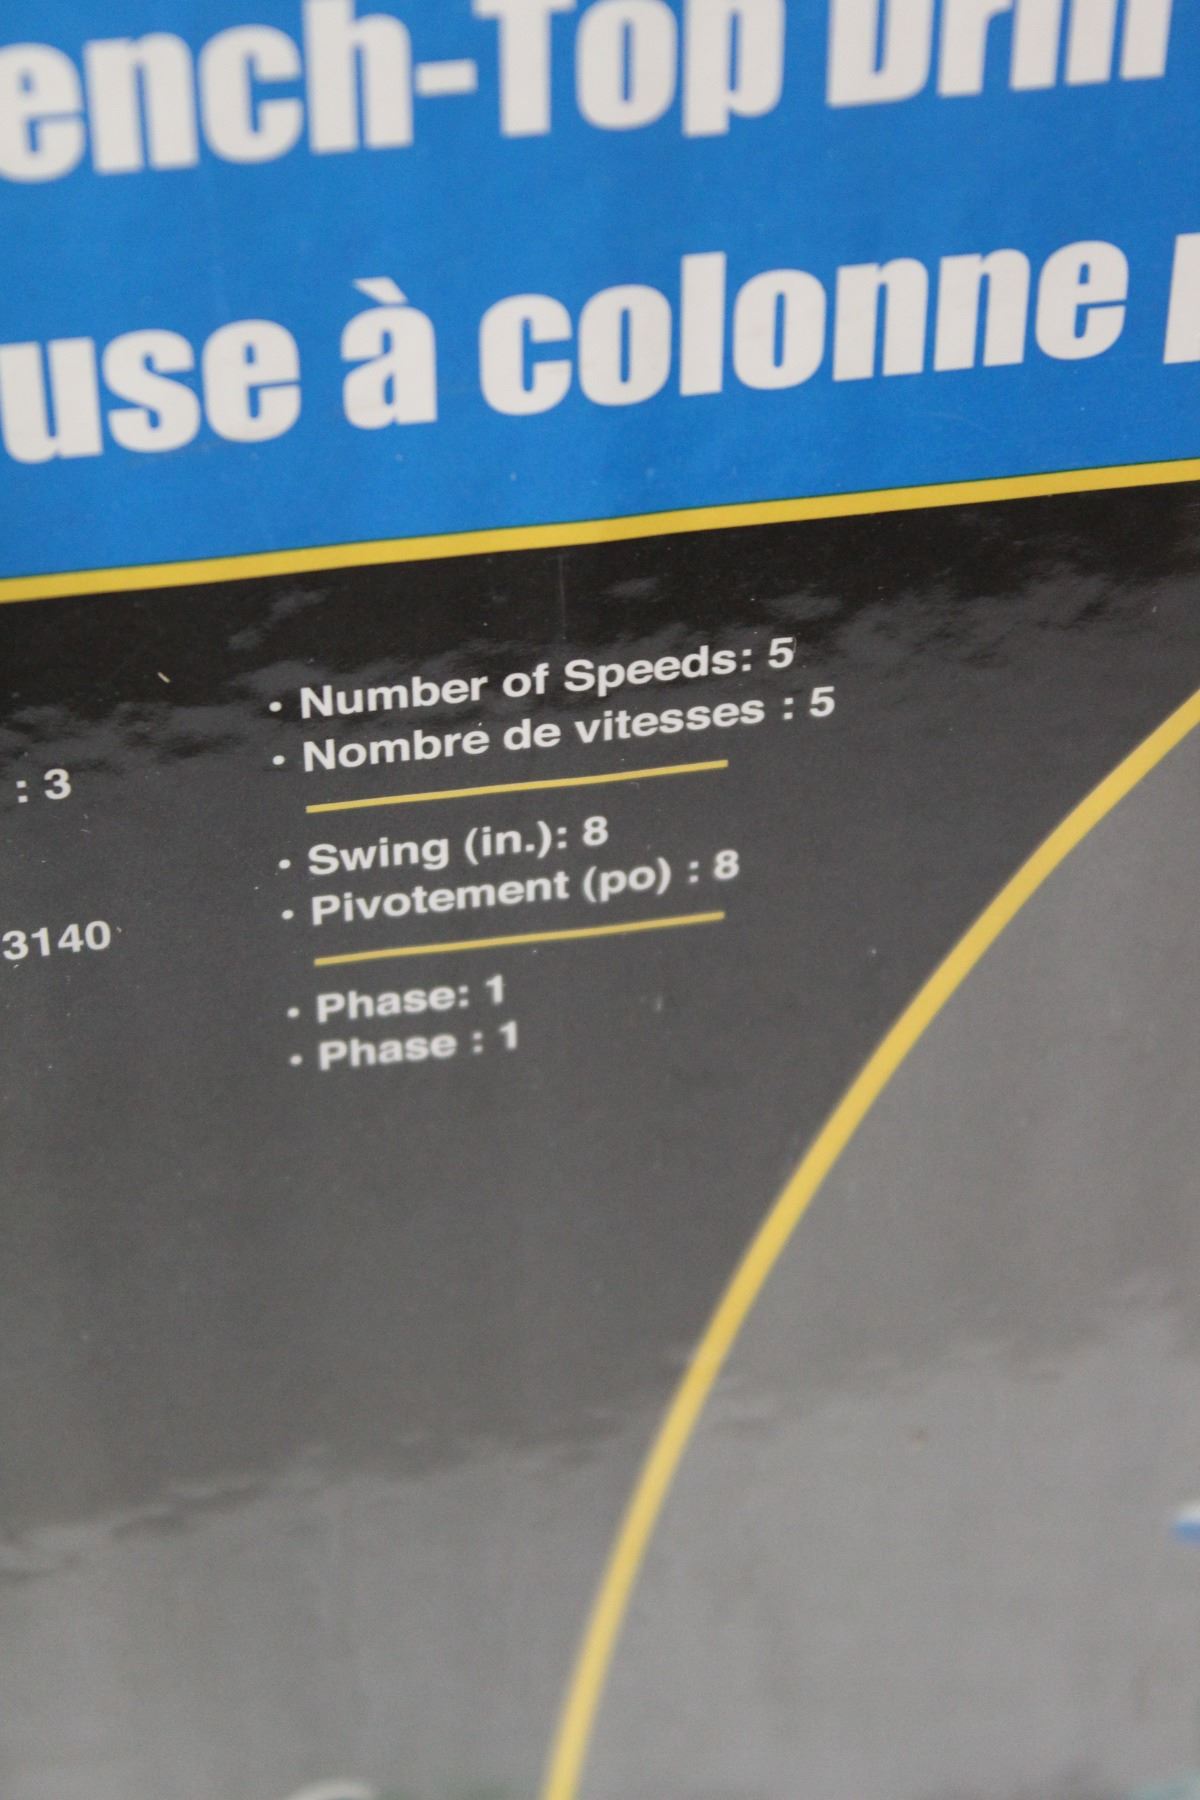 ench-Top Drill
use à colonne
• Number of Speeds: 5
• Nombre de vitesses : 5
: 3
• Swing (in.): 8
• Pivotement (po) : 8
3140
• Phase: 1
• Phase : 1